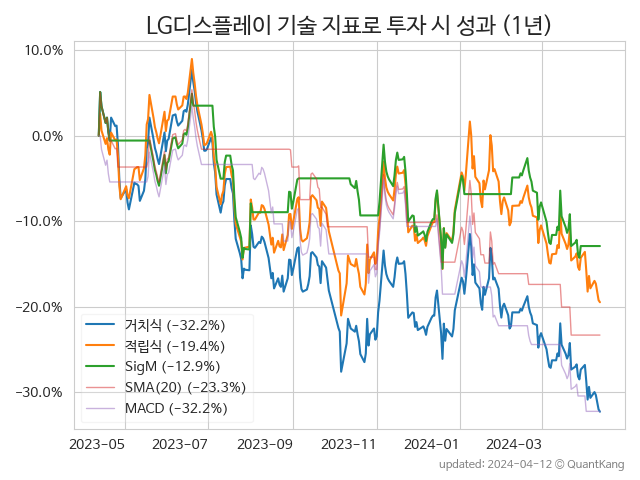 LG디스플레이 기술 지표로 투자 시 성과 (1년)
10.0%
0.0%
−10.0%
−20.0%
−30.0%
거치식 (−32.2%)
적립식 (−19.4%)
SigM (−12.9%)
SMA(20) (−23.3%)
MACD (−32.2%)
2023-05 2023-07 2023-09 2023-11 2024-01 2024-03
updated: 2024-04-12 © QuantKang